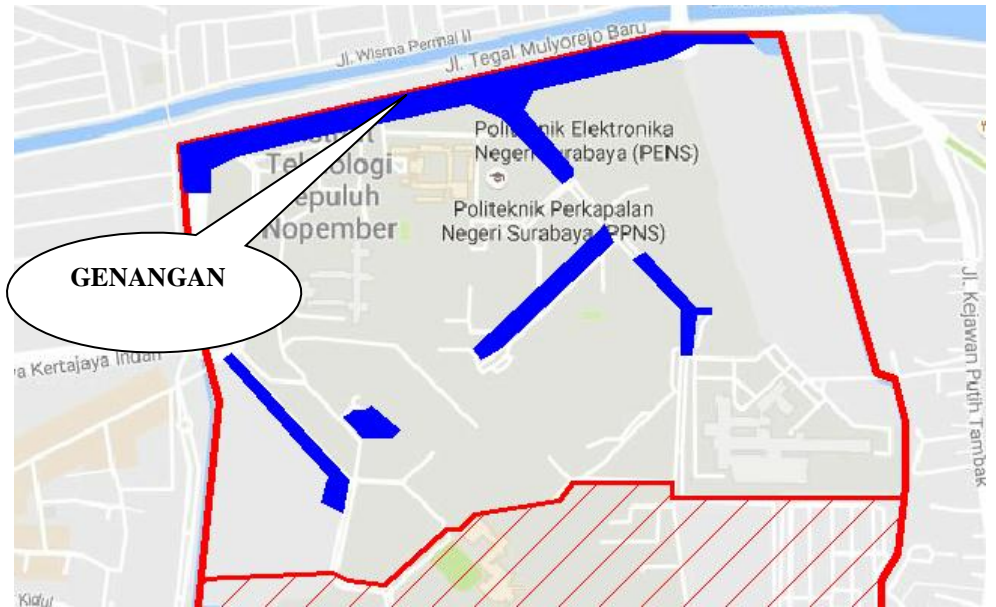 Jl. Wisma Permai II
Jl. Tegal Mulyorejo Baru
Politeknik Elektronika
Negeri Surabaya (PENS)
Teknologi
Sepuluh
Nopember
Politeknik Perkapalan
Negeri Surabaya (PPNS)
GENANGAN
Kertajaya Indah
Jl. Kejawan Putih Tambak
Kidul